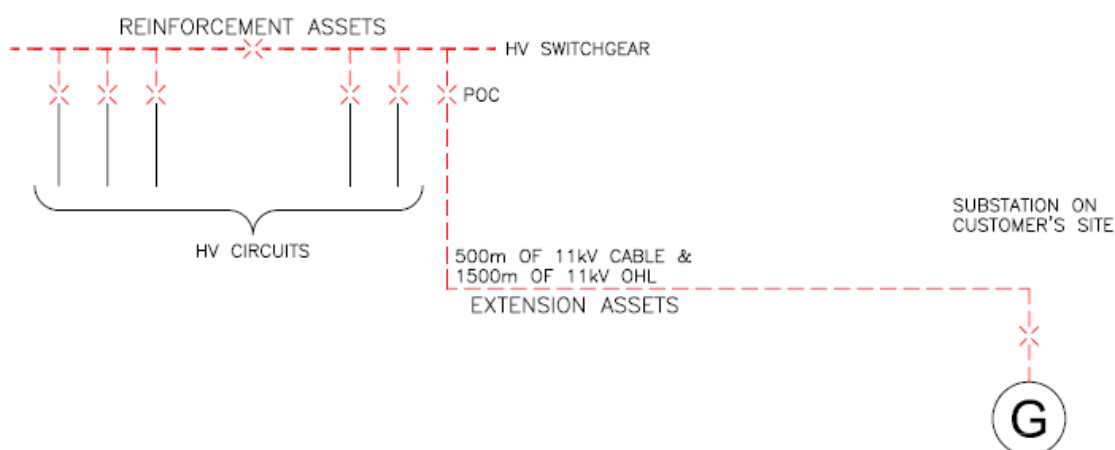 REINFORCEMENT ASSETS
HV SWITCHGEAR
POC
SUBSTATION ON
CUSTOMER'S SITE
HV CIRCUITS
500m OF 11kV CABLE &
1500m OF 11kV OHL
EXTENSION ASSETS
G